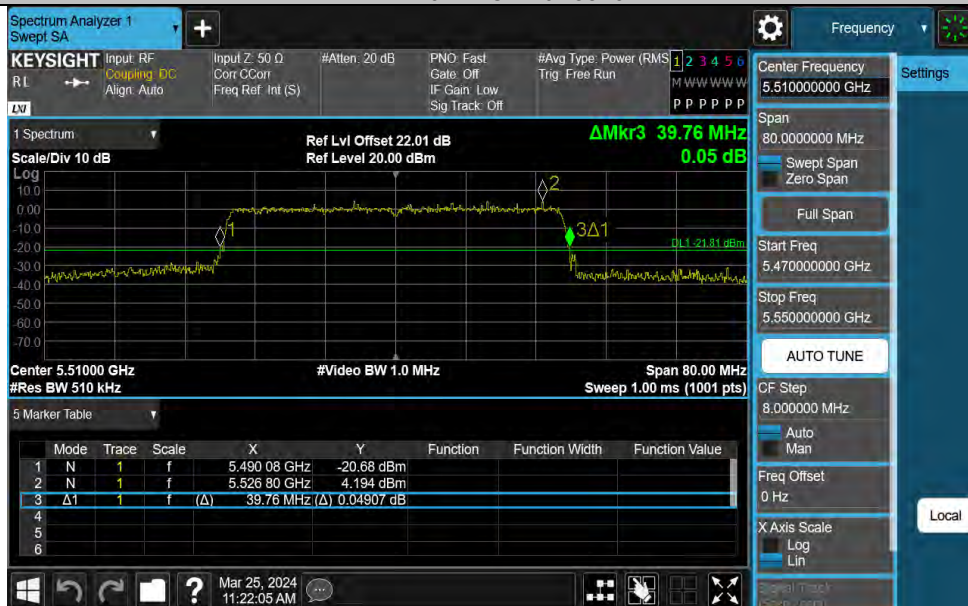 Spectrum Analyzer 1
Swept SA
+
Frequency
KEYSIGHT
RL
LXI
Input: RF
Coupling: DC
Align: Auto
Input Z: 50 Ω
Corr CCorr
Freq Ref: Int (S)
#Atten: 20 dB
PNO: Fast
Gate: Off
IF Gain: Low
Sig Track: Off
#Avg Type: Power (RMS
Trig: Free Run
1 2 3 4 5 6
M W W W W W
P P P P P P
1 Spectrum
Scale/Div 10 dB
Log
Ref Lvl Offset 22.01 dB
Ref Level 20.00 dBm
ΔMkr3 39.76 MHz
0.05 dB
10.0
0.00
-10.0
-20.0
-30.0
-40.0
-50.0
-60.0
-70.0
1
2
3Δ1
DL1 -21.81 dBm
Center 5.51000 GHz
#Res BW 510 kHz
#Video BW 1.0 MHz
Span 80.00 MHz
Sweep 1.00 ms (1001 pts)
5 Marker Table
Mode Trace Scale X Y Function Function Width Function Value
1 N 1 f 5.490 08 GHz -20.68 dBm
2 N 1 f 5.526 80 GHz 4.194 dBm
3 Δ1 1 f (Δ) 39.76 MHz (Δ) 0.04907 dB
4
5
6
?
Mar 25, 2024
11:22:05 AM
Center Frequency
5.510000000 GHz
Span
80.0000000 MHz
Swept Span
Zero Span
Full Span
Start Freq
5.470000000 GHz
Stop Freq
5.550000000 GHz
AUTO TUNE
CF Step
8.000000 MHz
Auto
Man
Freq Offset
0 Hz
X Axis Scale
Log
Lin
Signal Track
Settings
Local